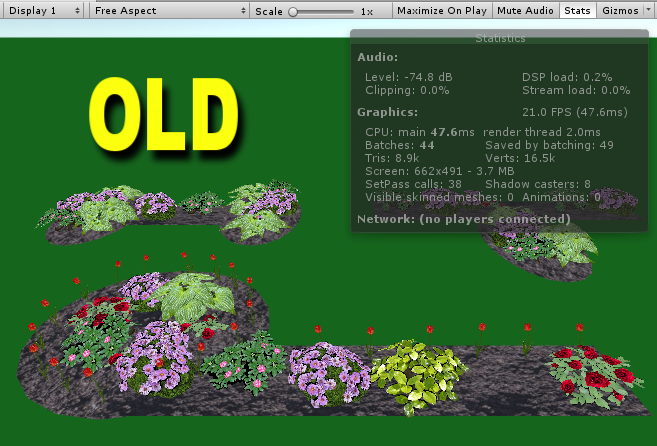 Display 1 Free Aspect Scale 1x Maximize On Play Mute Audio Stats Gizmos
Statistics
OLD
Audio:
Level: -74.8 dB DSP load: 0.2%
Clipping: 0.0% Stream load: 0.0%
Graphics: 21.0 FPS (47.6ms)
CPU: main 47.6ms render thread 2.0ms
Batches: 44 Saved by batching: 49
Tris: 8.9k Verts: 16.5k
Screen: 662x491 - 3.7 MB
SetPass calls: 38 Shadow casters: 8
Visible skinned meshes: 0 Animations: 0
Network: (no players connected)